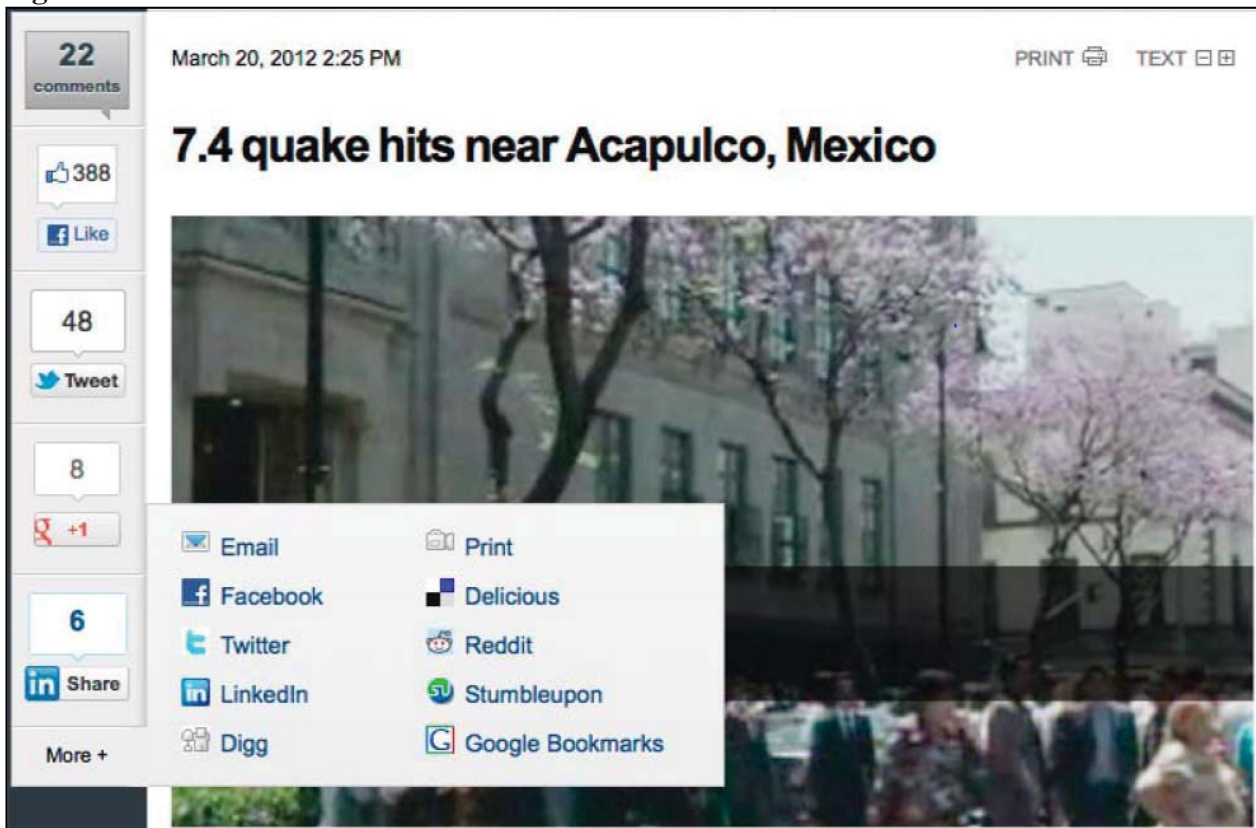 22
comments
March 20, 2012 2:25 PM
PRINT TEXT
7.4 quake hits near Acapulco, Mexico
388
Like
48
Tweet
8
+1
6
in Share
More +
Email
Facebook
Twitter
LinkedIn
Digg
Print
Delicious
Reddit
Stumbleupon
Google Bookmarks